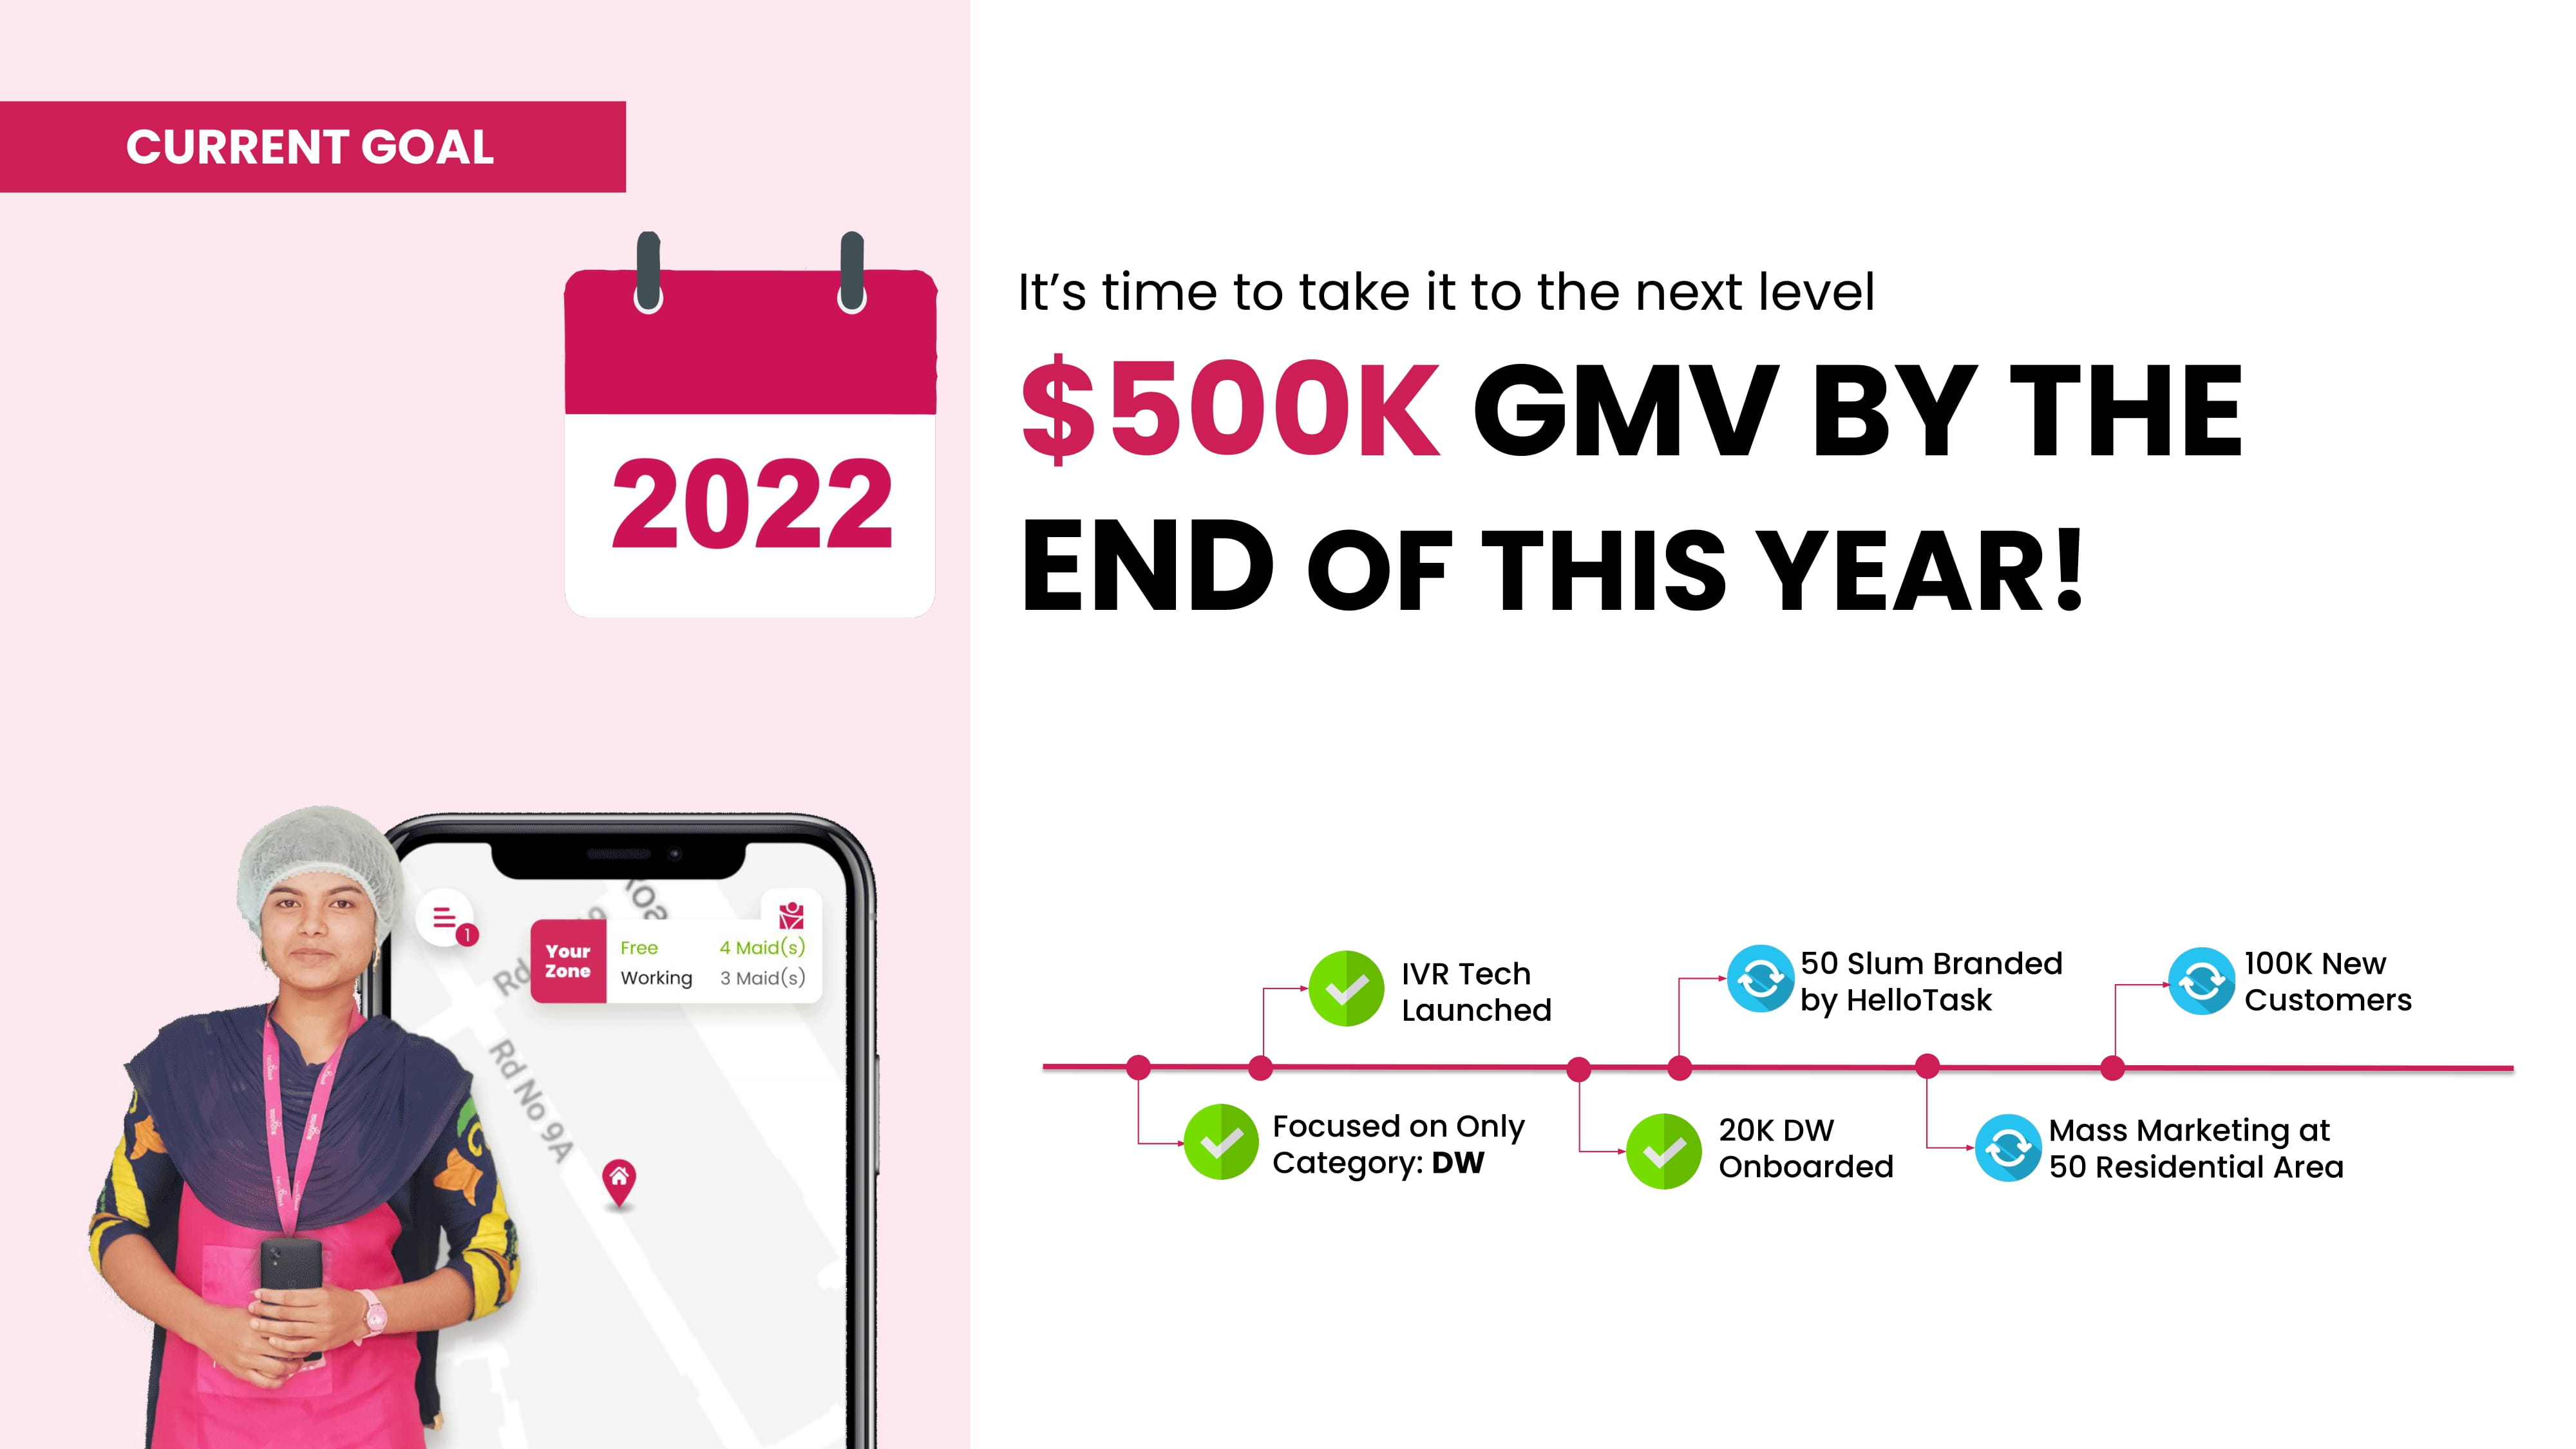 CURRENT GOAL
2022
It’s time to take it to the next level
$500K GMV BY THE
END OF THIS YEAR!
1
Your
Zone
Free 4 Maid(s)
Working 3 Maid(s)
Rd
Rd No 9A
IVR Tech
Launched
50 Slum Branded
by HelloTask
100K New
Customers
Focused on Only
Category: DW
20K DW
Onboarded
Mass Marketing at
50 Residential Area